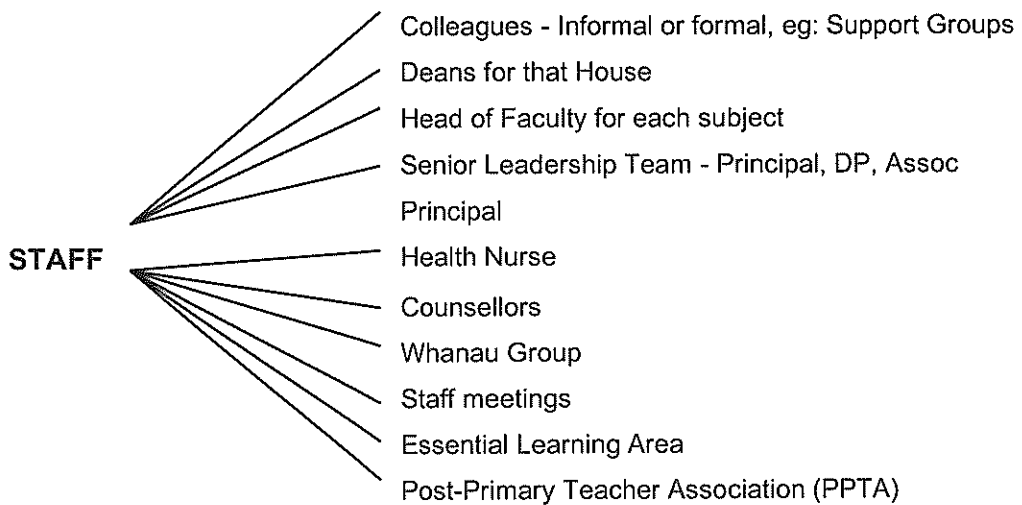 Colleagues - Informal or formal, eg: Support Groups
Deans for that House
Head of Faculty for each subject
Senior Leadership Team - Principal, DP, Assoc
Principal
STAFF
Health Nurse
Counsellors
Whanau Group
Staff meetings
Essential Learning Area
Post-Primary Teacher Association (PPTA)